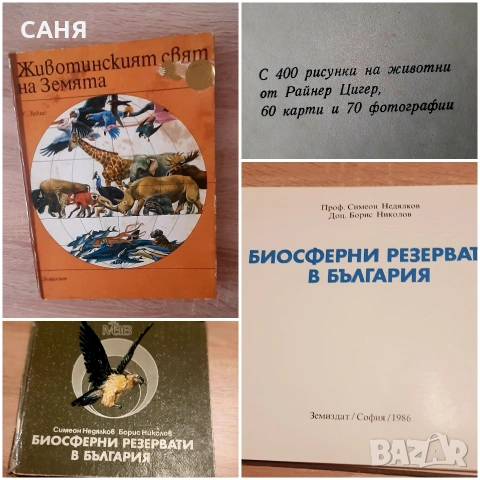 САНЯ
Животинският свят
на Земята
С 400 рисунки на животни
от Райнер Цигер,
60 карти и 70 фотографии
Проф. Симеон Недялков
Доц. Борис Николов
БИОСФЕРНИ РЕЗЕРВАТ
В БЪЛГАРИЯ
Земиздат / София / 1986
Симеон Недялков Борис Николов
БИОСФЕРНИ РЕЗЕРВАТИ
В БЪЛГАРИЯ
BAZAR